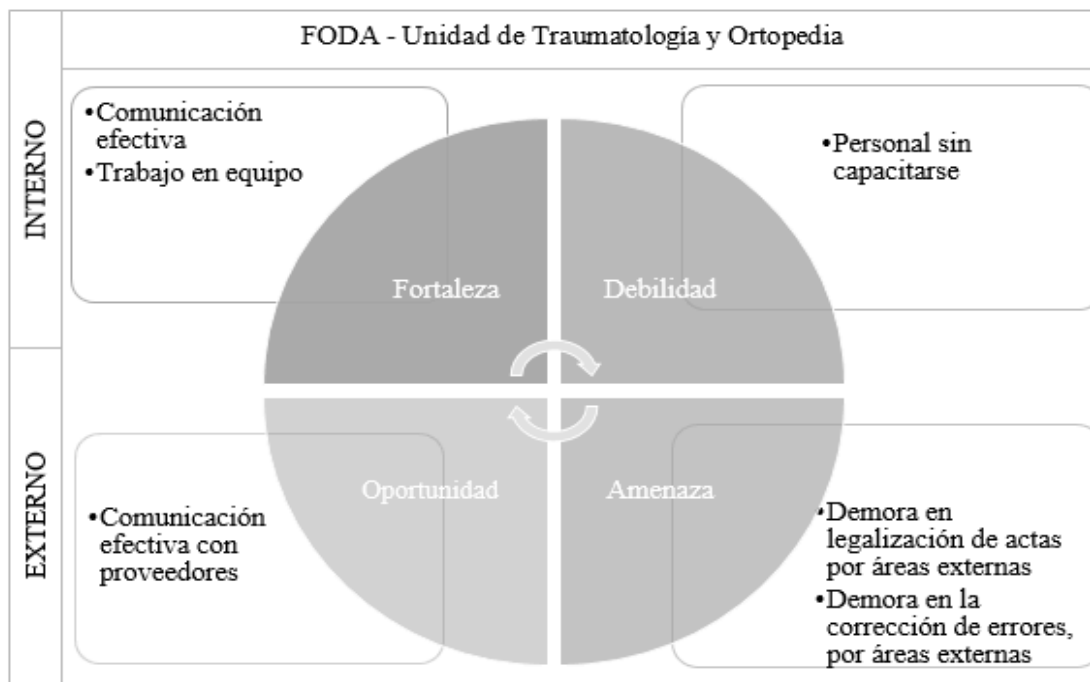 FODA - Unidad de Traumatología y Ortopedia
INTERNO
•Comunicación
efectiva
•Trabajo en equipo
•Personal sin
capacitarse
Fortaleza
Debilidad
EXTERNO
Oportunidad
Amenaza
•Comunicación
efectiva con
proveedores
•Demora en
legalización de actas
por áreas externas
•Demora en la
corrección de errores,
por áreas externas